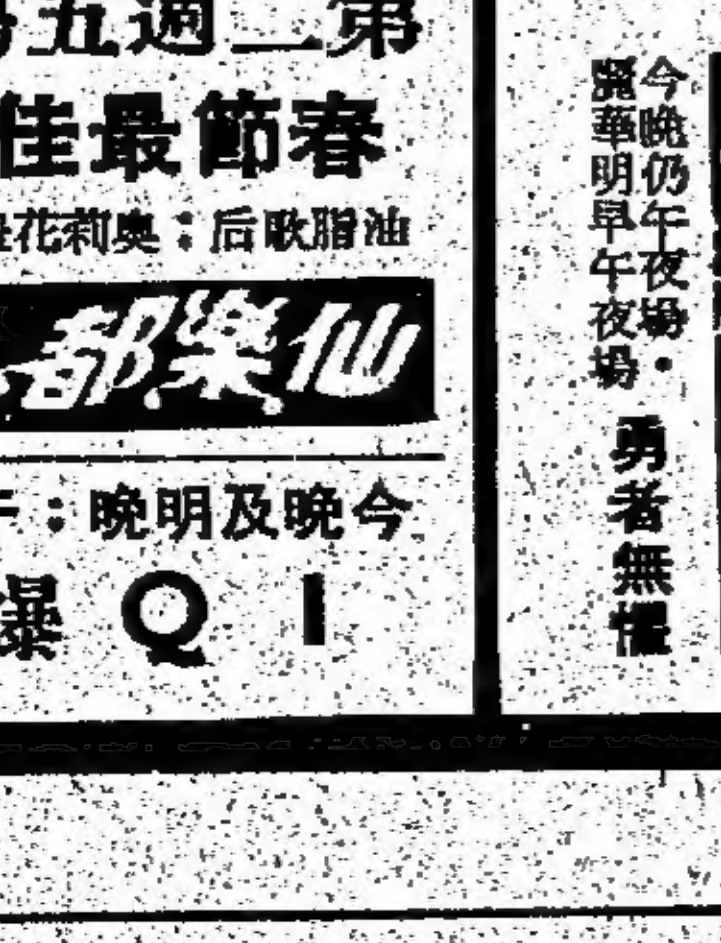 今晚仍午夜場・
麗華明早午夜場
勇者無懼
第二週五
春節最佳
油脂歌后：奧莉花
仙樂都
今晚及明晚：
I Q 爆